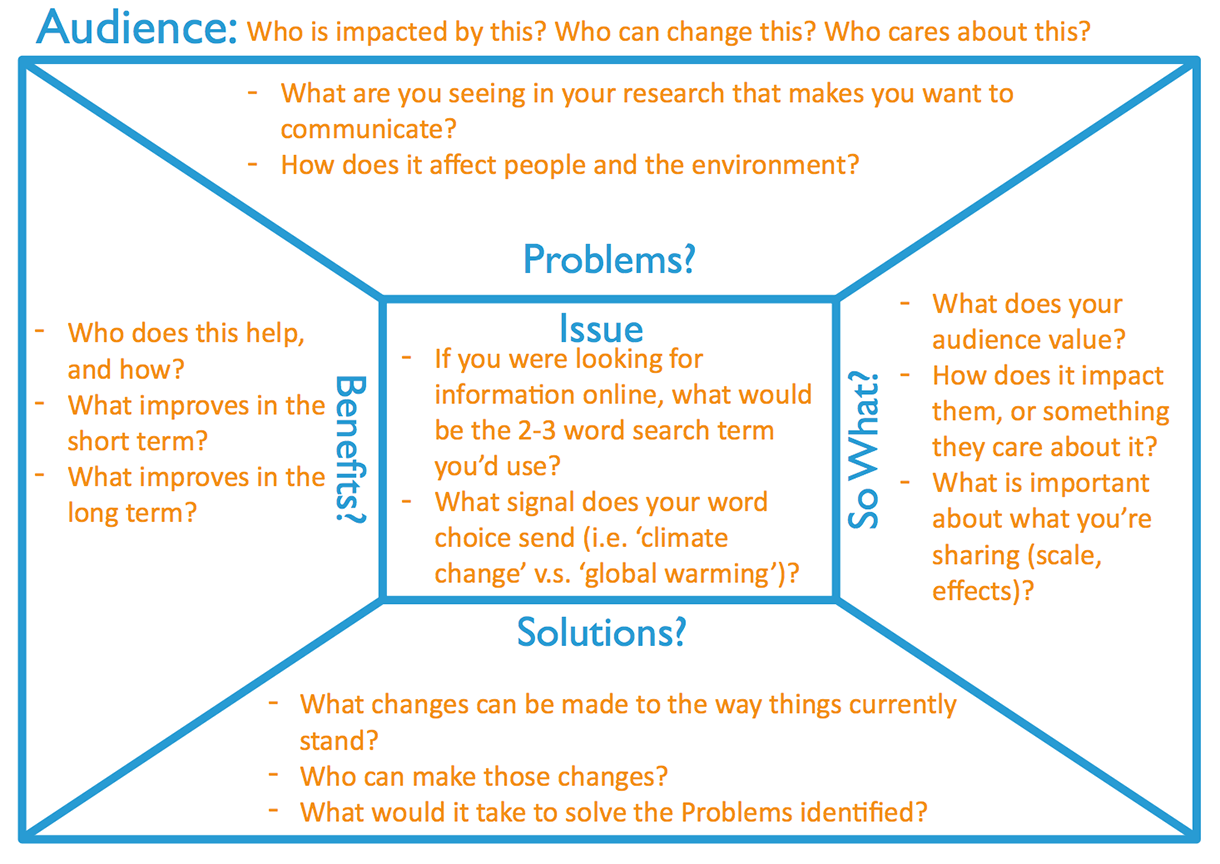 Audience: Who is impacted by this? Who can change this? Who cares about this?
- What are you seeing in your research that makes you want to
communicate?
- How does it affect people and the environment?
Problems?
- Who does this help,
and how?
- What improves in the
short term?
- What improves in the
long term?
Benefits?
Issue
- If you were looking for
information online, what would
be the 2-3 word search term
you’d use?
- What signal does your word
choice send (i.e. ‘climate
change’ v.s. ‘global warming’)?
So What?
- What does your
audience value?
- How does it impact
them, or something
they care about it?
- What is important
about what you’re
sharing (scale,
effects)?
Solutions?
- What changes can be made to the way things currently
stand?
- Who can make those changes?
- What would it take to solve the Problems identified?